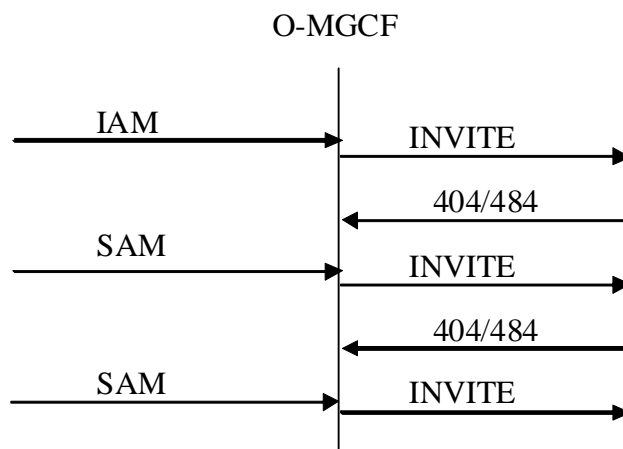 O-MGCF
IAM
INVITE
404/484
SAM
INVITE
404/484
SAM
INVITE